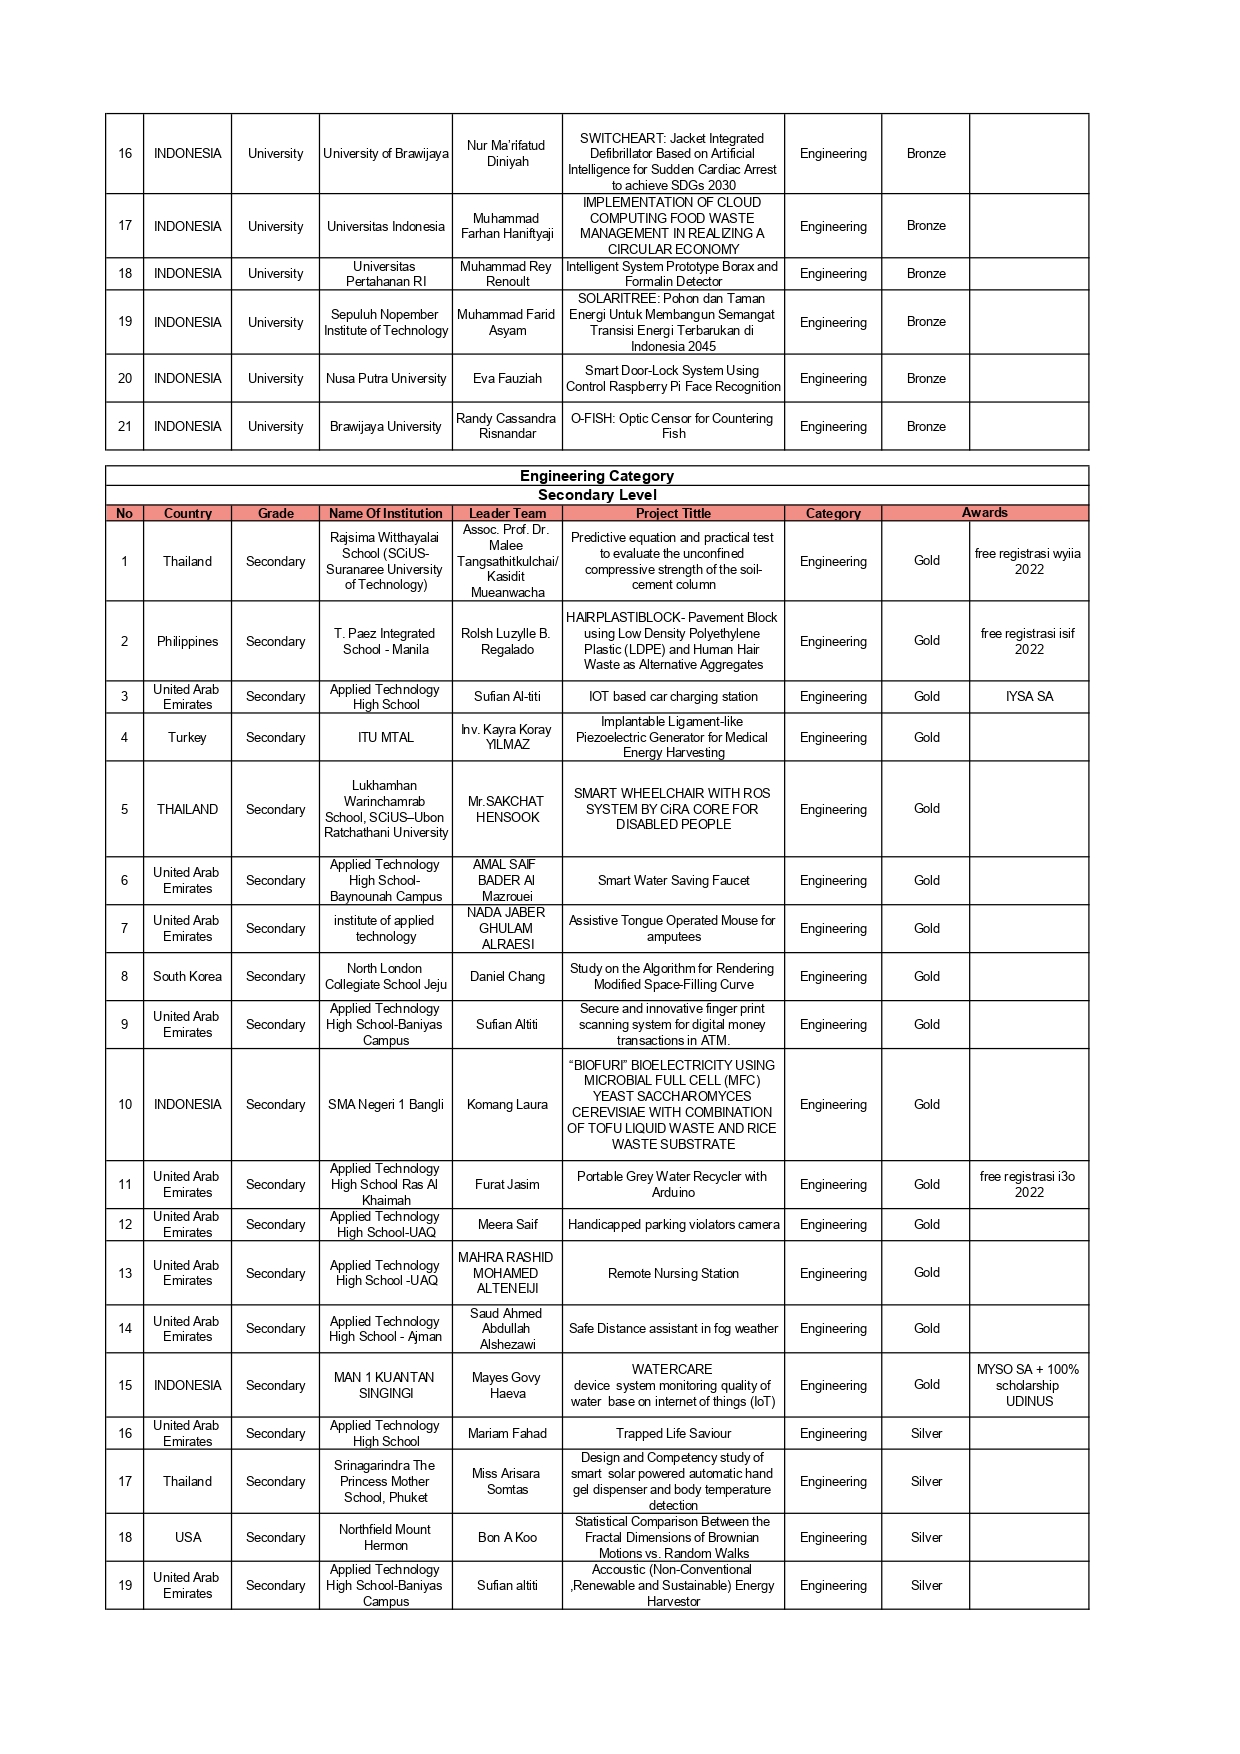 16 INDONESIA University University of Brawijaya Nur Ma'rifatud Diniyah SWITCHEART: Jacket Integrated Defibrillator Based on Artificial Intelligence for Sudden Cardiac Arrest to achieve SDGs 2030 Engineering Bronze
17 INDONESIA University Universitas Indonesia Muhammad Farhan Haniftyaji IMPLEMENTATION OF CLOUD COMPUTING FOOD WASTE MANAGEMENT IN REALIZING A CIRCULAR ECONOMY Engineering Bronze
18 INDONESIA University Universitas Pertahanan RI Muhammad Rey Renoult Intelligent System Prototype Borax and Formalin Detector Engineering Bronze
19 INDONESIA University Sepuluh Nopember Institute of Technology Muhammad Farid Asyam SOLARITREE: Pohon dan Taman Energi Untuk Membangun Semangat Transisi Energi Terbarukan di Indonesia 2045 Engineering Bronze
20 INDONESIA University Nusa Putra University Eva Fauziah Smart Door-Lock System Using Control Raspberry Pi Face Recognition Engineering Bronze
21 INDONESIA University Brawijaya University Randy Cassandra Risnandar O-FISH: Optic Censor for Countering Fish Engineering Bronze
Engineering Category
Secondary Level
No Country Grade Name Of Institution Leader Team Project Tittle Category Awards
1 Thailand Secondary Rajsima Witthayalai School (SCiUS-Suranaree University of Technology) Assoc. Prof. Dr. Malee Tangsathitkulchai/ Kasidit Mueanwacha Predictive equation and practical test to evaluate the unconfined compressive strength of the soil-cement column Engineering Gold free registrasi wyiia 2022
2 Philippines Secondary T. Paez Integrated School - Manila Rolsh Luzylle B. Regalado HAIRPLASTIBLOCK- Pavement Block using Low Density Polyethylene Plastic (LDPE) and Human Hair Waste as Alternative Aggregates Engineering Gold free registrasi isif 2022
3 United Arab Emirates Secondary Applied Technology High School Sufian Al-titi IOT based car charging station Engineering Gold IYSA SA
4 Turkey Secondary ITU MTAL Inv. Kayra Koray YILMAZ Implantable Ligament-like Piezoelectric Generator for Medical Energy Harvesting Engineering Gold
5 THAILAND Secondary Lukhamhan Warinchamrab School, SCiUS–Ubon Ratchathani University Mr.SAKCHAT HENSOOK SMART WHEELCHAIR WITH ROS SYSTEM BY CiRA CORE FOR DISABLED PEOPLE Engineering Gold
6 United Arab Emirates Secondary Applied Technology High School-Baynounah Campus AMAL SAIF BADER Al Mazrouei Smart Water Saving Faucet Engineering Gold
7 United Arab Emirates Secondary institute of applied technology NADA JABER GHULAM ALRAESI Assistive Tongue Operated Mouse for amputees Engineering Gold
8 South Korea Secondary North London Collegiate School Jeju Daniel Chang Study on the Algorithm for Rendering Modified Space-Filling Curve Engineering Gold
9 United Arab Emirates Secondary Applied Technology High School-Baniyas Campus Sufian Altiti Secure and innovative finger print scanning system for digital money transactions in ATM. Engineering Gold
10 INDONESIA Secondary SMA Negeri 1 Bangli Komang Laura “BIOFURI” BIOELECTRICITY USING MICROBIAL FULL CELL (MFC) YEAST SACCHAROMYCES CEREVISIAE WITH COMBINATION OF TOFU LIQUID WASTE AND RICE WASTE SUBSTRATE Engineering Gold
11 United Arab Emirates Secondary Applied Technology High School Ras Al Khaimah Furat Jasim Portable Grey Water Recycler with Arduino Engineering Gold free registrasi i3o 2022
12 United Arab Emirates Secondary Applied Technology High School-UAQ Meera Saif Handicapped parking violators camera Engineering Gold
13 United Arab Emirates Secondary Applied Technology High School -UAQ MAHRA RASHID MOHAMED ALTENEIJI Remote Nursing Station Engineering Gold
14 United Arab Emirates Secondary Applied Technology High School - Ajman Saud Ahmed Abdullah Alshezawi Safe Distance assistant in fog weather Engineering Gold
15 INDONESIA Secondary MAN 1 KUANTAN SINGINGI Mayes Govy Haeva WATERCARE device system monitoring quality of water base on internet of things (IoT) Engineering Gold MYSO SA + 100% scholarship UDINUS
16 United Arab Emirates Secondary Applied Technology High School Mariam Fahad Trapped Life Saviour Engineering Silver
17 Thailand Secondary Srinagarindra The Princess Mother School, Phuket Miss Arisara Somtas Design and Competency study of smart solar powered automatic hand gel dispenser and body temperature detection Engineering Silver
18 USA Secondary Northfield Mount Hermon Bon A Koo Statistical Comparison Between the Fractal Dimensions of Brownian Motions vs. Random Walks Engineering Silver
19 United Arab Emirates Secondary Applied Technology High School-Baniyas Campus Sufian altiti Accoustic (Non-Conventional ,Renewable and Sustainable) Energy Harvestor Engineering Silver